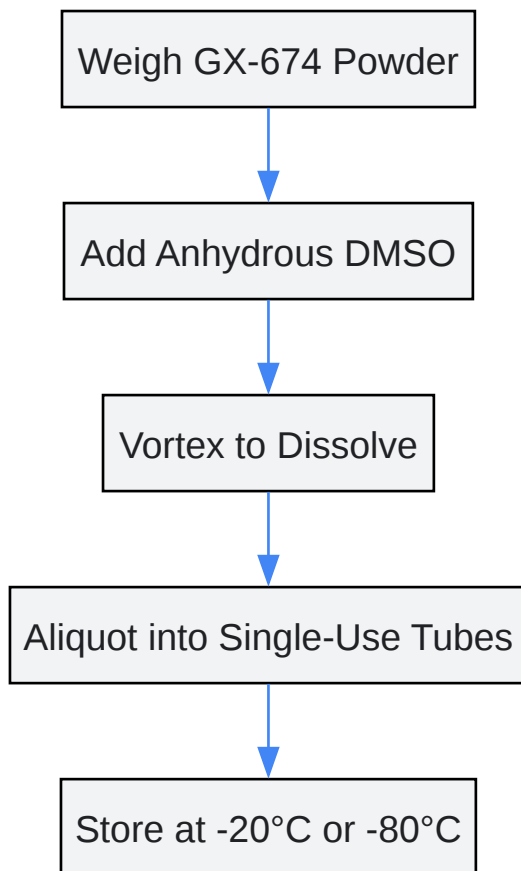 Weigh GX-674 Powder
Add Anhydrous DMSO
Vortex to Dissolve
Aliquot into Single-Use Tubes
Store at -20°C or -80°C